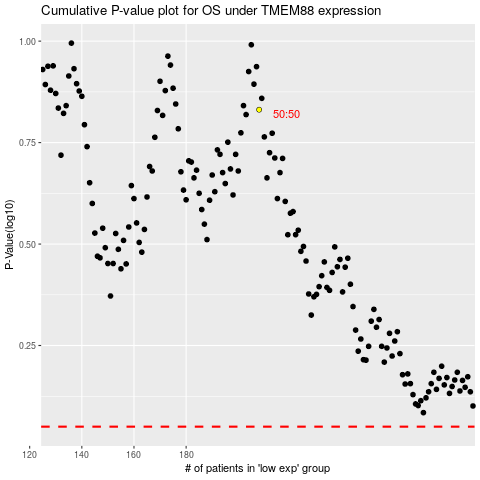 Cumulative P-value plot for OS under TMEM88 expression
P-Value(log10)
1.00
0.75
0.50
0.25
50:50
120 140 160 180
# of patients in 'low exp' group